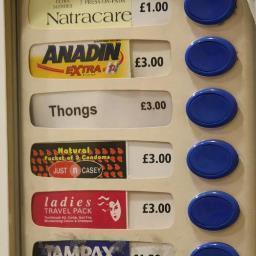 Natracare
£1.00
ANADIN
EXTRA
£3.00
Thongs
£3.00
Natural
Pocket of 3 Condoms
JUST n CASEY
£3.00
ladies
TRAVEL PACK
£3.00
TAMPAX